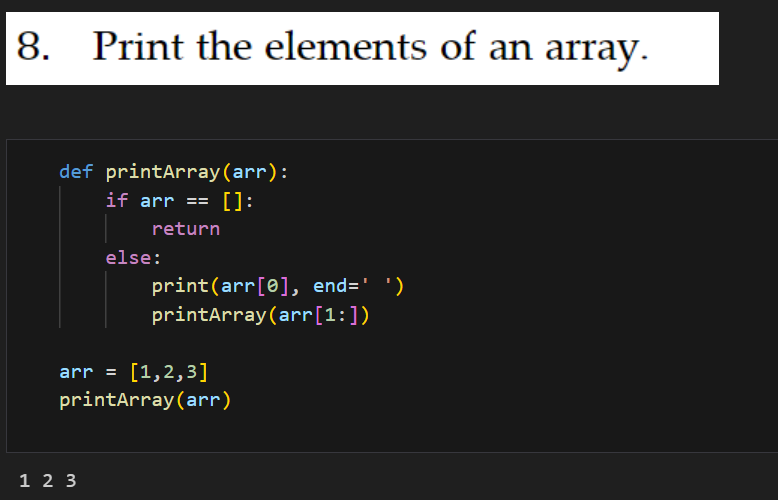 8. Print the elements of an array.
def printArray(arr):
    if arr == []:
        return
    else:
        print(arr[0], end=' ')
        printArray(arr[1:])
arr = [1,2,3]
printArray(arr)
1 2 3